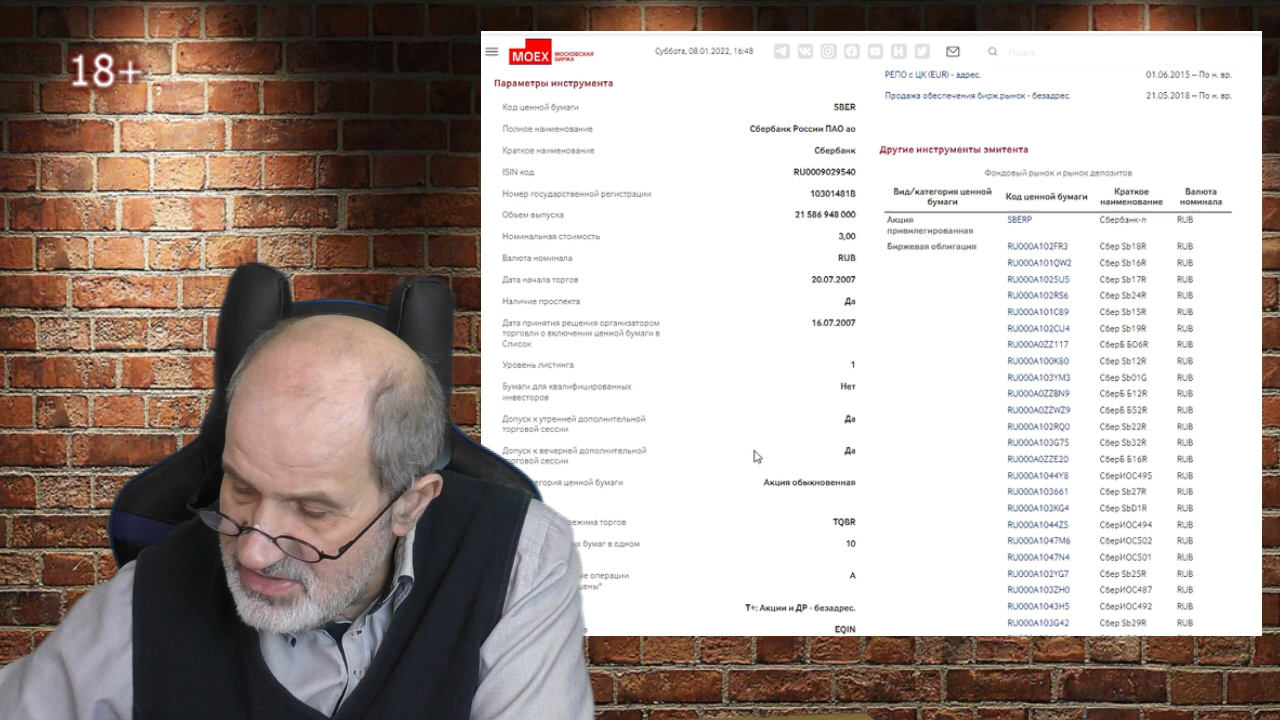 18+
MOEX МОСКОВСКАЯ
БИРЖА
Суббота, 08.01.2022, 16:48
Поиск
Параметры инструмента
Код ценной бумаги SBER
Полное наименование Сбербанк России ПАО ао
Краткое наименование Сбербанк
ISIN код RU0009029540
Номер государственной регистрации 10301481B
Объем выпуска 21 586 948 000
Номинальная стоимость 3,00
Валюта номинала RUB
Дата начала торгов 20.07.2007
Наличие проспекта Да
Дата принятия решения организатором 16.07.2007
торговли о включении ценной бумаги в
Список
Уровень листинга 1
Бумаги для квалифицированных Нет
инвесторов
Допуск к утренней дополнительной Да
торговой сессии
Допуск к вечерней дополнительной Да
торговой сессии
ценной бумаги Акция обыкновенная
режима торгов TQBR
бумаг в одном 10
операции A
цены"
T+: Акции и ДР - безадрес.
EQIN
РЕПО с ЦК (EUR) - адрес. 01.06.2015 – По н. вр.
Продажа обеспечения бирж.рынок - безадрес. 21.05.2018 – По н. вр.
Другие инструменты эмитента
Фондовый рынок и рынок депозитов
Вид/категория ценной Код ценной бумаги Краткое Валюта
бумаги наименование номинала
Акция SBERP Сбербанк-п RUB
привилегированная
Биржевая облигация RU000A102FR3 Сбер Sb18R RUB
RU000A101QW2 Сбер Sb16R RUB
RU000A1025U5 Сбер Sb17R RUB
RU000A102RS6 Сбер Sb24R RUB
RU000A101C89 Сбер Sb15R RUB
RU000A102CU4 Сбер Sb19R RUB
RU000A0ZZ117 СберБ БО6R RUB
RU000A100K80 Сбер Sb12R RUB
RU000A103YM3 Сбер Sb01G RUB
RU000A0ZZBN9 СберБ Б12R RUB
RU000A0ZZWZ9 СберБ Б52R RUB
RU000A102RQ0 Сбер Sb22R RUB
RU000A103G75 Сбер Sb32R RUB
RU000A0ZZE20 СберБ Б16R RUB
RU000A1044Y8 СберИОС495 RUB
RU000A103661 Сбер Sb27R RUB
RU000A103KG4 Сбер SbD1R RUB
RU000A1044Z5 СберИОС494 RUB
RU000A1047M6 СберИОС502 RUB
RU000A1047N4 СберИОС501 RUB
RU000A102YG7 Сбер Sb25R RUB
RU000A103ZH0 СберИОС487 RUB
RU000A1043H5 СберИОС492 RUB
RU000A103G42 Сбер Sb29R RUB